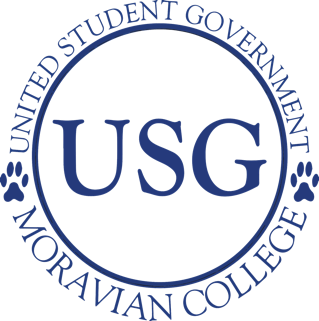 UNITED STUDENT GOVERNMENT
USG
MORAVIAN COLLEGE